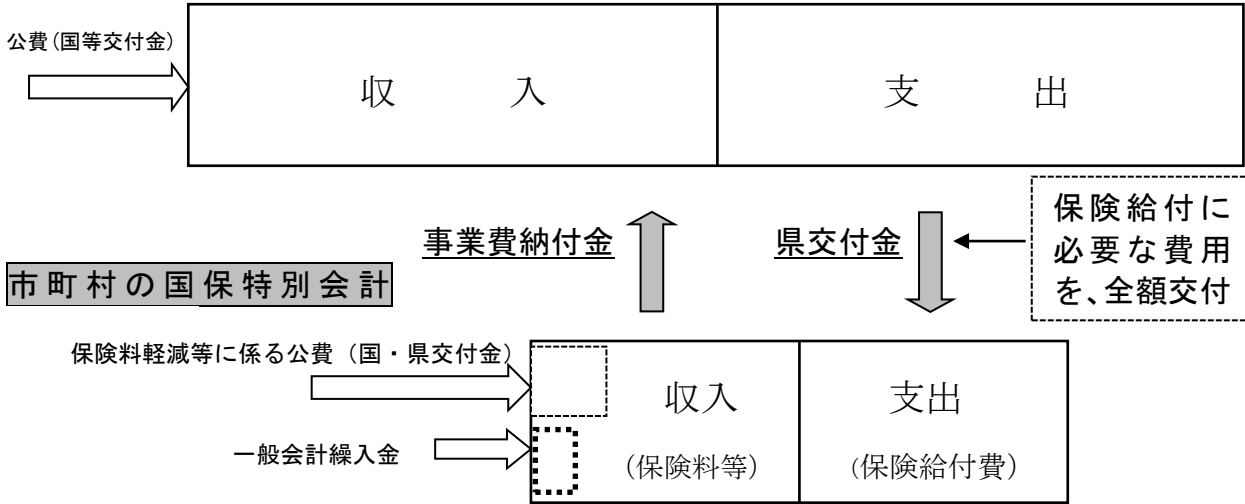 公費(国等交付金)
収　入
支　出
事業費納付金
県交付金
保険給付に
必要な費用
を、全額交付
市町村の国保特別会計
保険料軽減等に係る公費（国・県交付金）
収入
支出
一般会計繰入金
（保険料等）
（保険給付費）